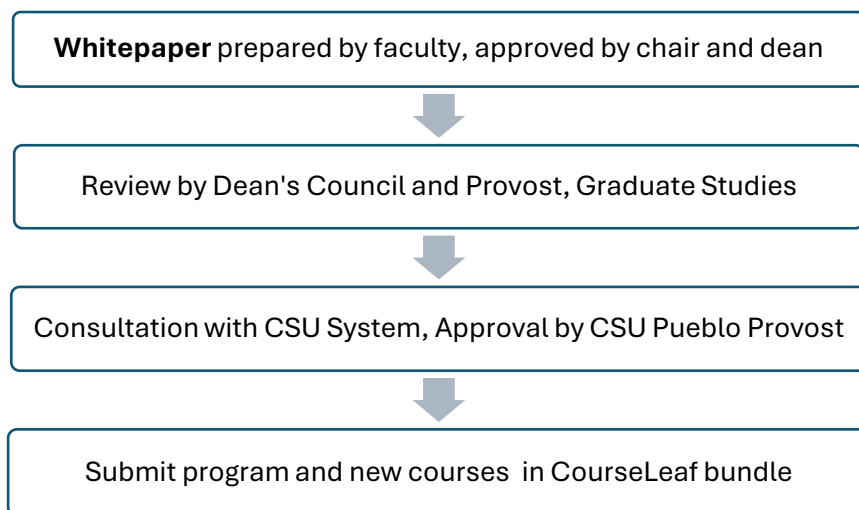 Whitepaper prepared by faculty, approved by chair and dean
Review by Dean's Council and Provost, Graduate Studies
Consultation with CSU System, Approval by CSU Pueblo Provost
Submit program and new courses  in CourseLeaf bundle